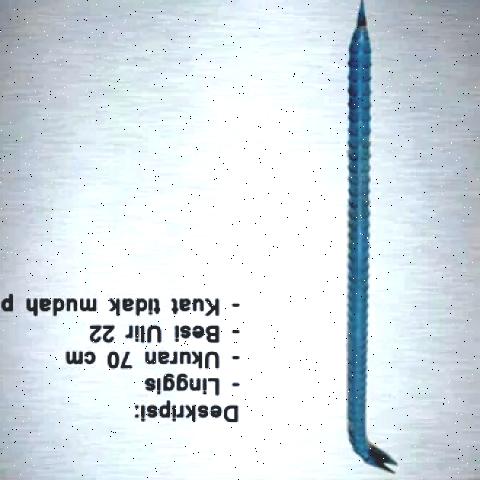 Deskripsi:
- Linggis
- Ukuran 70 cm
- Besi Ulir 22
- Kuat tidak mudah p